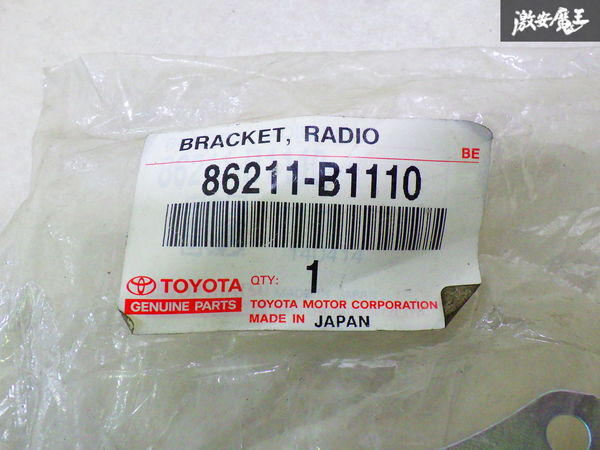 激安魔王
BRACKET, RADIO
BE
86211-B1110
TOYOTA
GENUINE PARTS
QTY: 1
TOYOTA MOTOR CORPORATION
MADE IN JAPAN